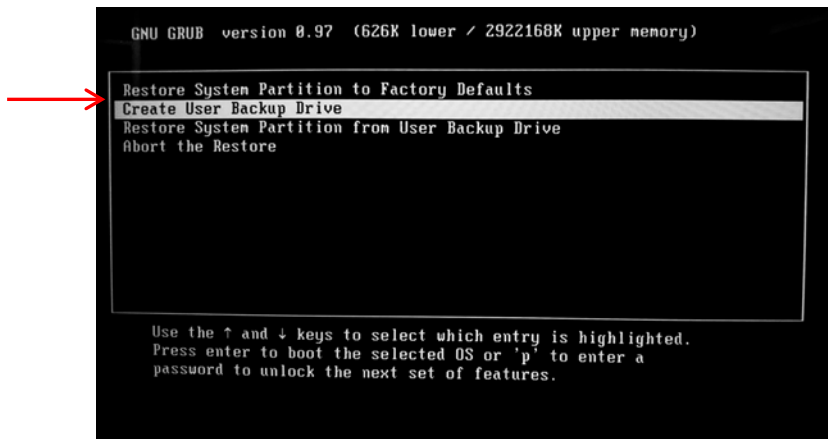 GNU GRUB version 0.97 (626K lower / 2922168K upper memory)
Restore System Partition to Factory Defaults
Create User Backup Drive
Restore System Partition from User Backup Drive
Abort the Restore
Use the ↑ and ↓ keys to select which entry is highlighted.
Press enter to boot the selected OS or 'p' to enter a
password to unlock the next set of features.